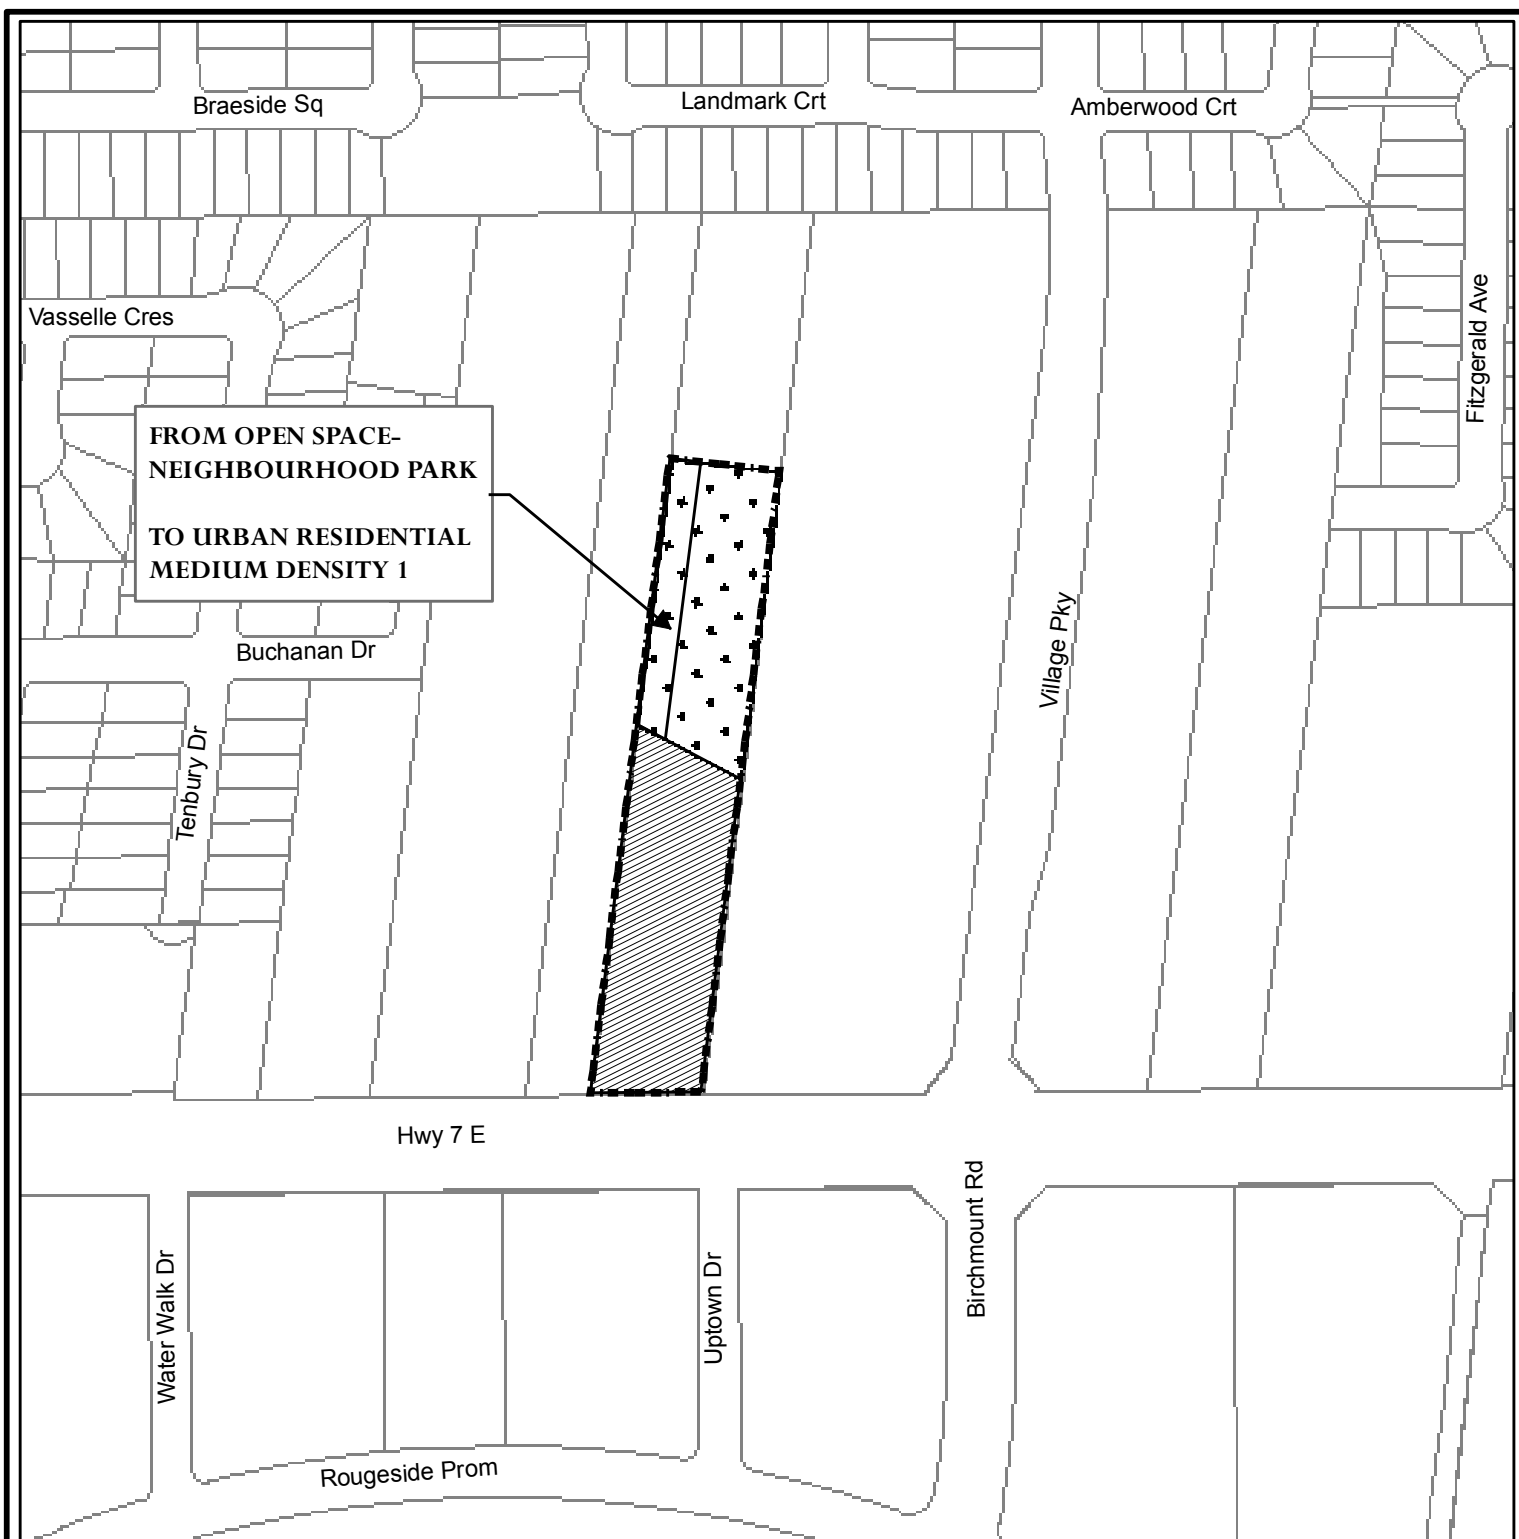 Braeside Sq
Landmark Crt
Amberwood Crt
Vasselle Cres
Fitzgerald Ave
FROM OPEN SPACE-
NEIGHBOURHOOD PARK
TO URBAN RESIDENTIAL
MEDIUM DENSITY 1
Village Pky
Buchanan Dr
Tenbury Dr
Hwy 7 E
Birchmount Rd
Water Walk Dr
Uptown Dr
Rougeside Prom